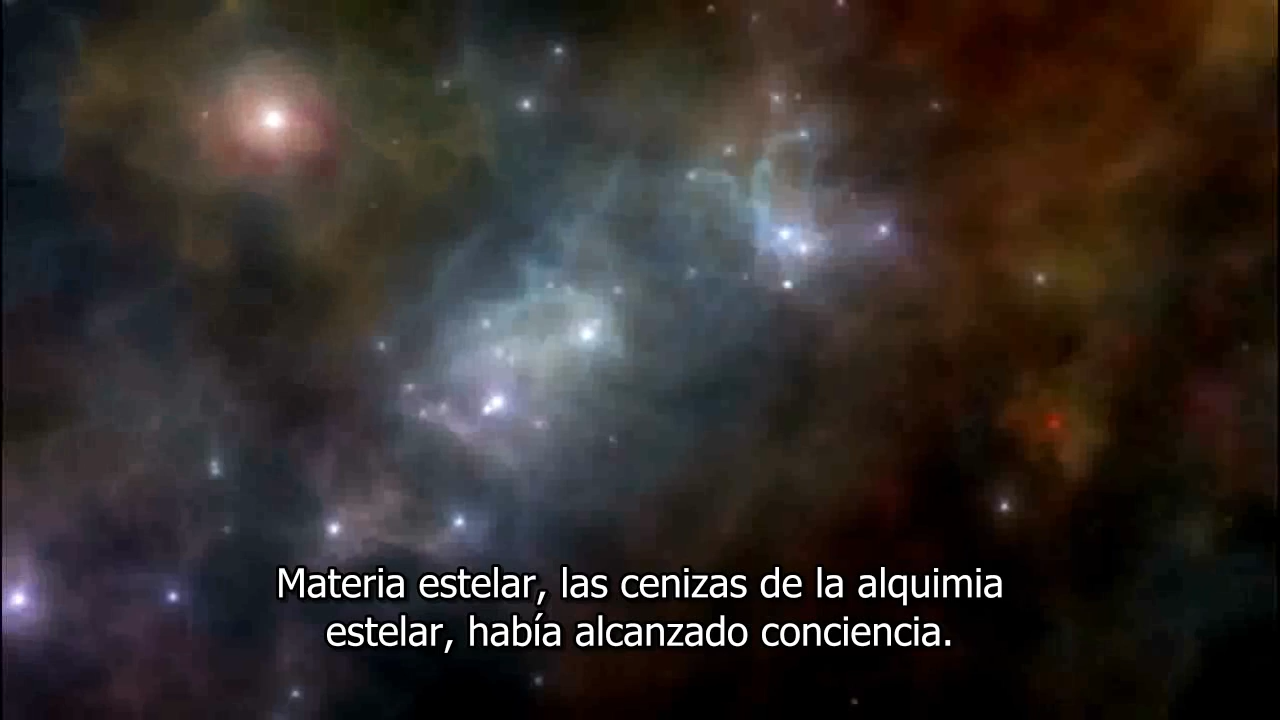 Materia estelar, las cenizas de la alquimia
estelar, había alcanzado conciencia.